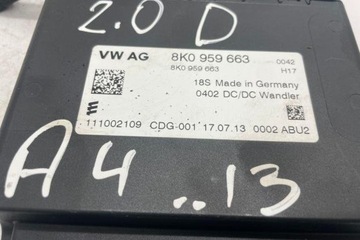 2.0 D
VW AG 8K0 959 663 0042
8K0 959 663 H17
18S Made in Germany
0402 DC/DC Wandler
111002109 CDG-001 17.07.13 0002 ABU2
A4 ..13